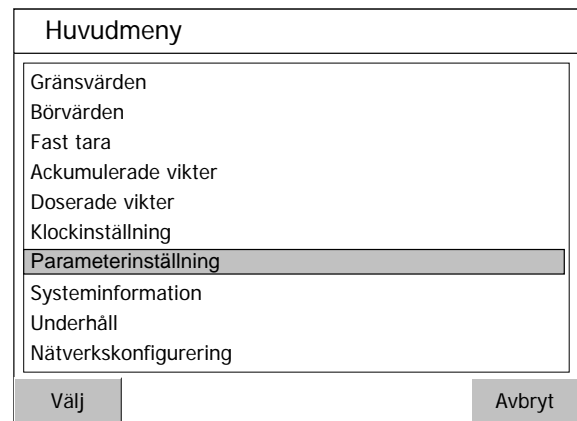 Huvudmeny
Gränsvärden
Börvärden
Fast tara
Ackumulerade vikter
Doserade vikter
Klockinställning
Parameterinställning
Systeminformation
Underhåll
Nätverkskonfigurering
Välj Avbryt